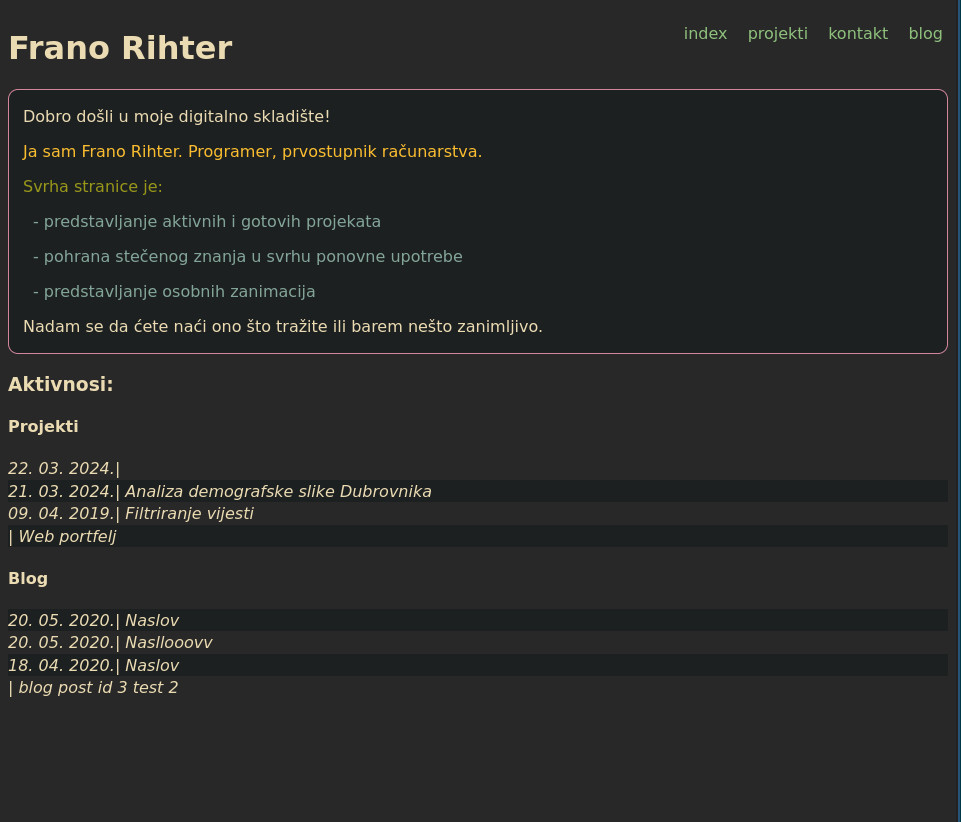 Frano Rihter
index projekti kontakt blog
Dobro došli u moje digitalno skladište!
Ja sam Frano Rihter. Programer, prvostupnik računarstva.
Svrha stranice je:
- predstavljanje aktivnih i gotovih projekata
- pohrana stečenog znanja u svrhu ponovne upotrebe
- predstavljanje osobnih zanimacija
Nadam se da ćete naći ono što tražite ili barem nešto zanimljivo.
Aktivnosi:
Projekti
22. 03. 2024.|
21. 03. 2024.| Analiza demografske slike Dubrovnika
09. 04. 2019.| Filtriranje vijesti
| Web portfelj
Blog
20. 05. 2020.| Naslov
20. 05. 2020.| Nasllooovv
18. 04. 2020.| Naslov
| blog post id 3 test 2